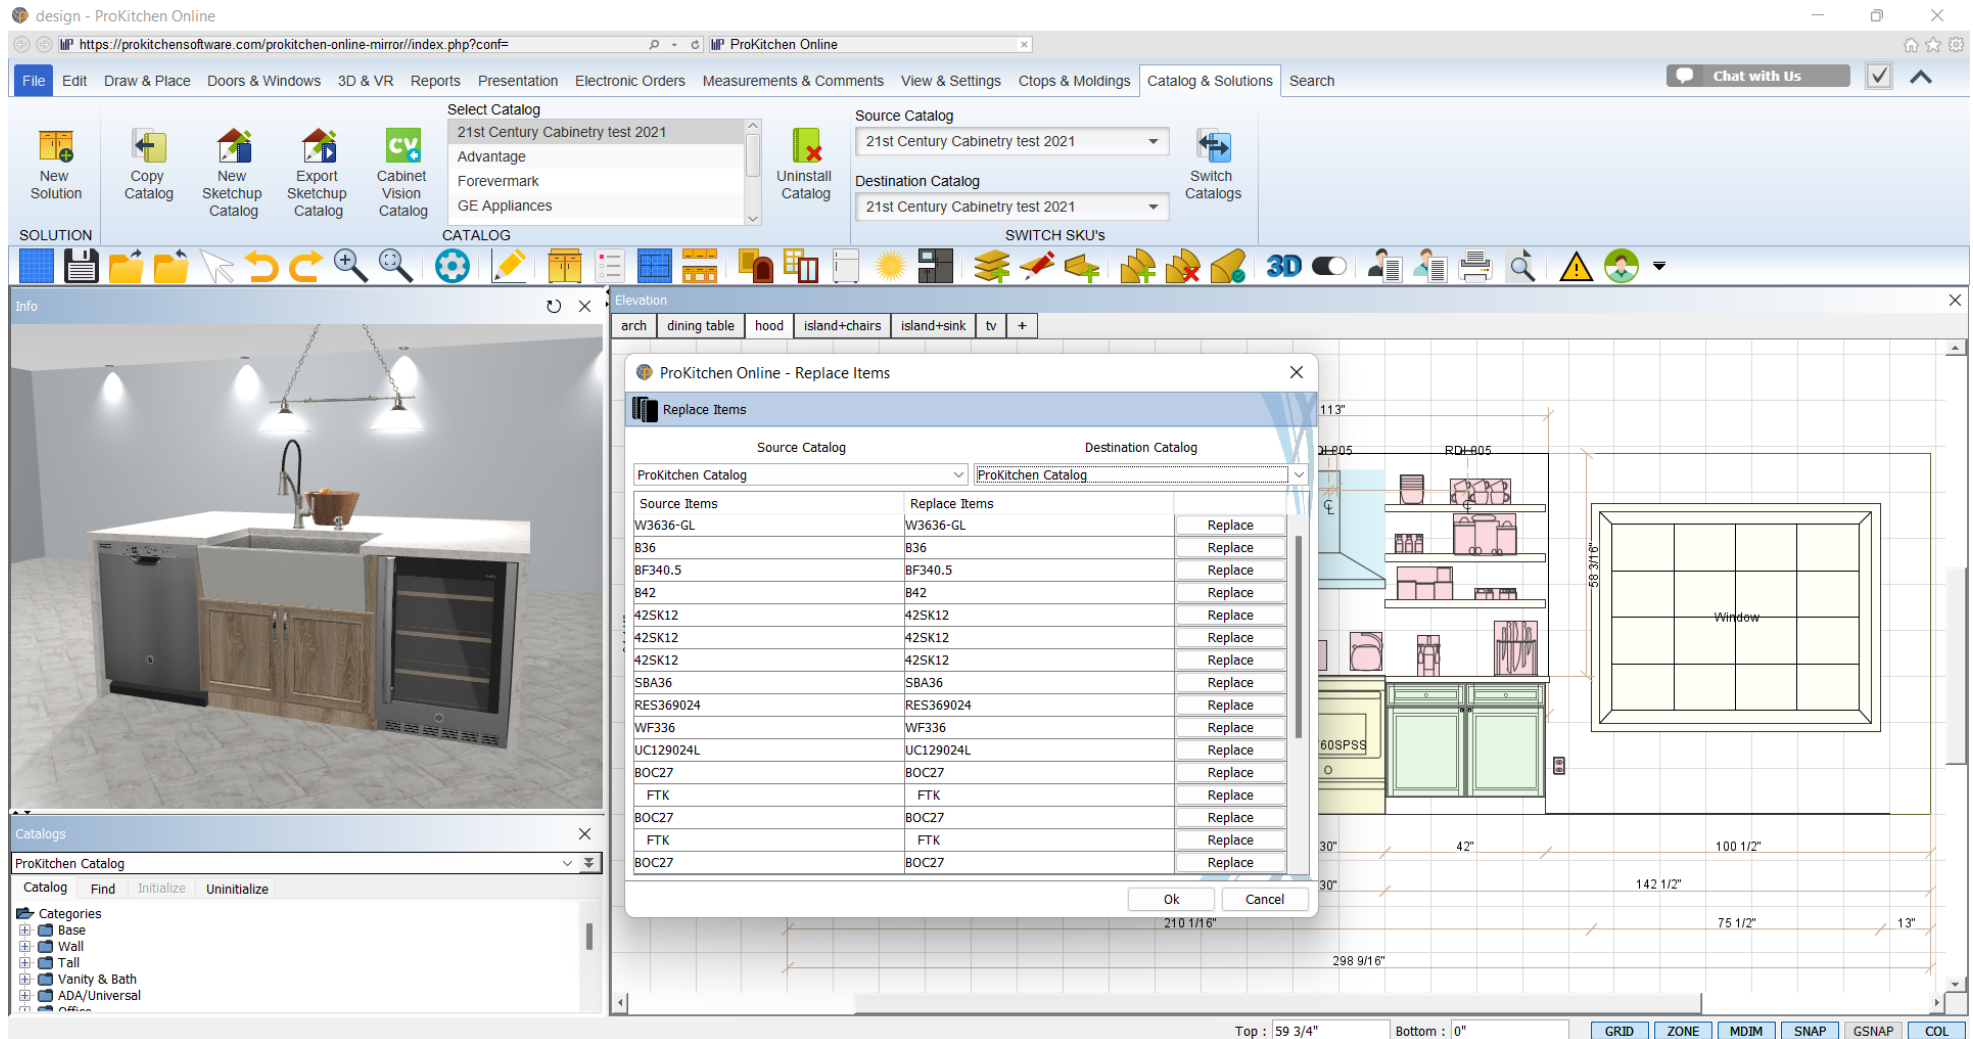 design - ProKitchen Online
https://prokitchensoftware.com/prokitchen-online-mirror//index.php?conf=
ProKitchen Online
File Edit Draw & Place Doors & Windows 3D & VR Reports Presentation Electronic Orders Measurements & Comments View & Settings Ctops & Moldings Catalog & Solutions Search
Chat with Us
New Solution
SOLUTION
Copy Catalog
New Sketchup Catalog
Export Sketchup Catalog
CV
Cabinet Vision Catalog
Select Catalog
21st Century Cabinetry test 2021
Advantage
Forevermark
GE Appliances
Uninstall Catalog
CATALOG
Source Catalog
21st Century Cabinetry test 2021
Destination Catalog
21st Century Cabinetry test 2021
Switch Catalogs
SWITCH SKU's
3D
Info
Elevation
arch dining table hood island+chairs island+sink tv +
ProKitchen Online - Replace Items
Replace Items
Source Catalog Destination Catalog
ProKitchen Catalog ProKitchen Catalog
Source Items Replace Items
W3636-GL W3636-GL Replace
B36 B36 Replace
BF340.5 BF340.5 Replace
B42 B42 Replace
42SK12 42SK12 Replace
42SK12 42SK12 Replace
42SK12 42SK12 Replace
SBA36 SBA36 Replace
RES369024 RES369024 Replace
WF336 WF336 Replace
UC129024L UC129024L Replace
BOC27 BOC27 Replace
FTK FTK Replace
BOC27 BOC27 Replace
FTK FTK Replace
BOC27 BOC27 Replace
Ok Cancel
113"
58 3/16"
Window
60SPSS
30" 42" 100 1/2"
30" 142 1/2"
210 1/16" 75 1/2" 13"
298 9/16"
Catalogs
ProKitchen Catalog
Catalog Find Initialize Uninitialize
Categories
Base
Wall
Tall
Vanity & Bath
ADA/Universal
Office
Top : 59 3/4" Bottom : 0" GRID ZONE MDIM SNAP GSNAP COL